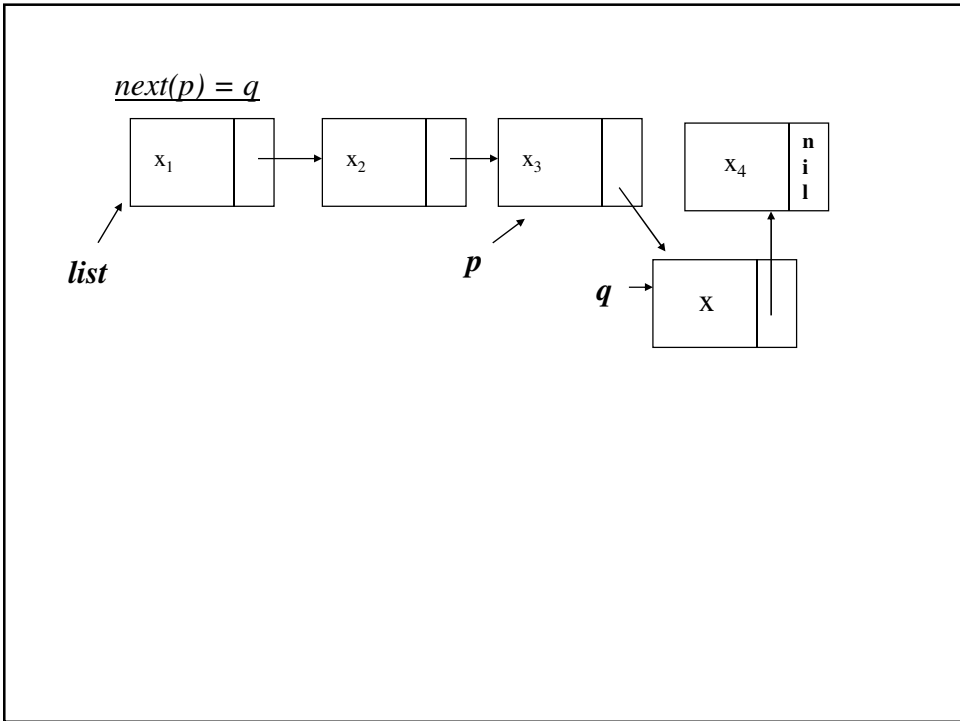 next(p) = q
x₁ x₂ x₃ x₄ n
i
l
list p q x